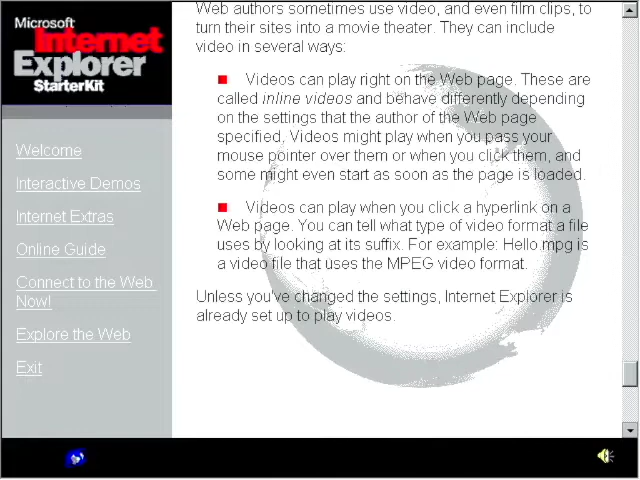 Microsoft
Internet
Explorer
StarterKit
Welcome
Interactive Demos
Internet Extras
Online Guide
Connect to the Web
Now!
Explore the Web
Exit
Web authors sometimes use video, and even film clips, to
turn their sites into a movie theater. They can include
video in several ways:
Videos can play right on the Web page. These are
called inline videos and behave differently depending
on the settings that the author of the Web page
specified, Videos might play when you pass your
mouse pointer over them or when you click them, and
some might even start as soon as the page is loaded.
Videos can play when you click a hyperlink on a
Web page. You can tell what type of video format a file
uses by looking at its suffix. For example: Hello.mpg is
a video file that uses the MPEG video format.
Unless you've changed the settings, Internet Explorer is
already set up to play videos.